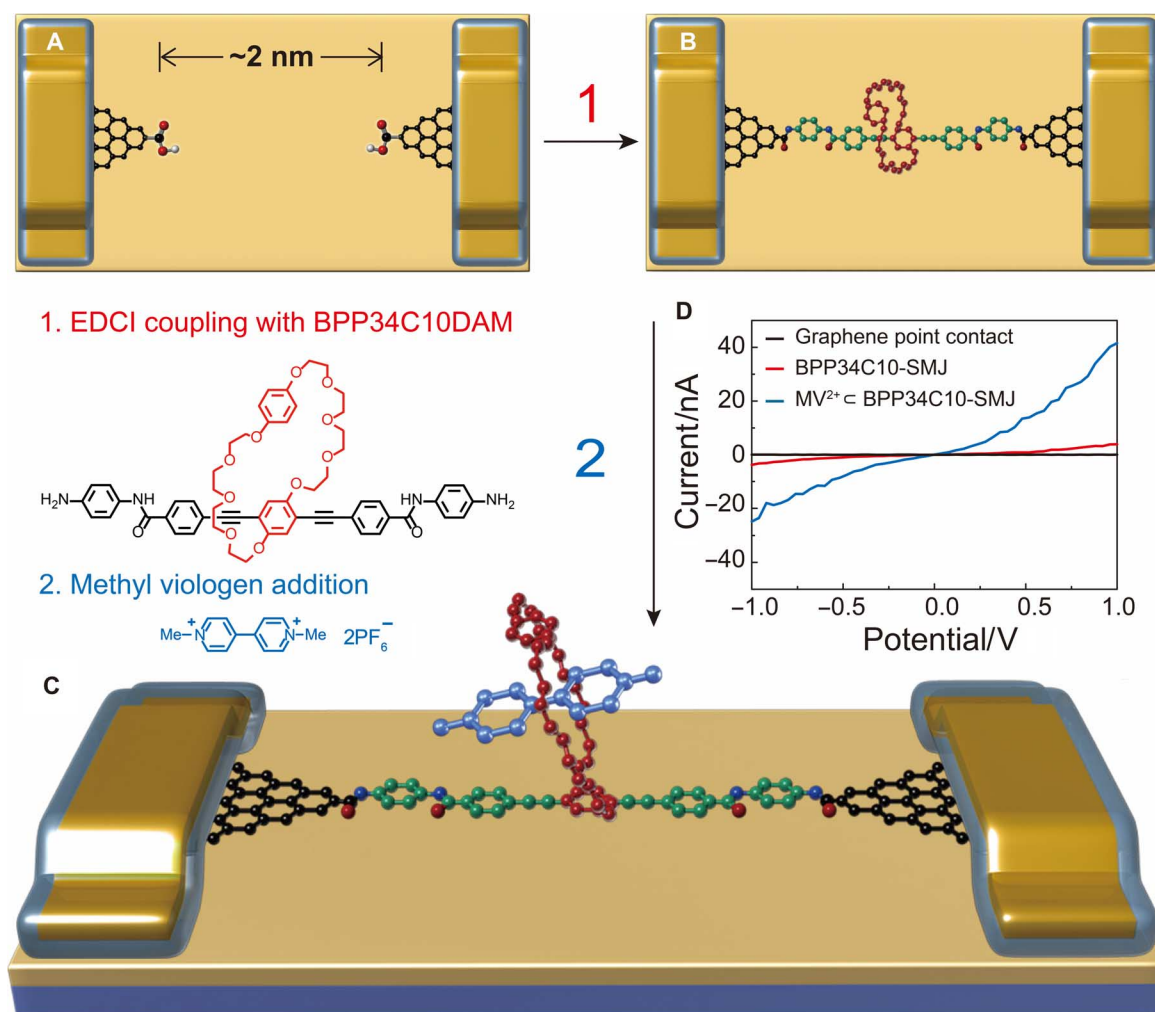 A
~2 nm
1
B
1. EDCI coupling with BPP34C10DAM
O
O
O
O
O
O
O
O
O
O
H₂N
NH
O
HN
NH₂
O
2. Methyl viologen addition
Me–N⁺ ⁺N–Me 2PF₆⁻
2
D
Graphene point contact
BPP34C10-SMJ
MV²⁺⊂ BPP34C10-SMJ
Current/nA
40
20
0
−20
−40
−1.0 −0.5 0.0 0.5 1.0
Potential/V
C